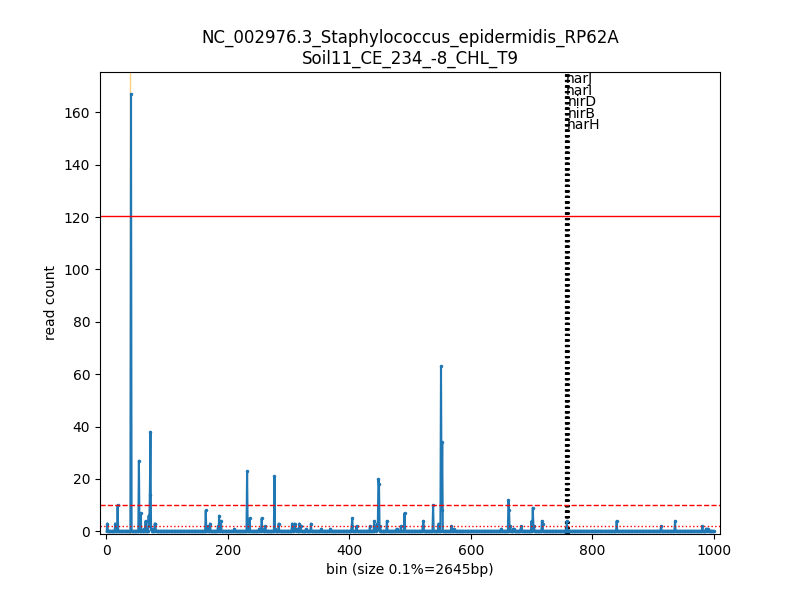 NC_002976.3_Staphylococcus_epidermidis_RP62A
Soil11_CE_234_-8_CHL_T9
narJ
narI
nirD
nirB
narH
read count
160
140
120
100
80
60
40
20
0
0 200 400 600 800 1000
bin (size 0.1%=2645bp)